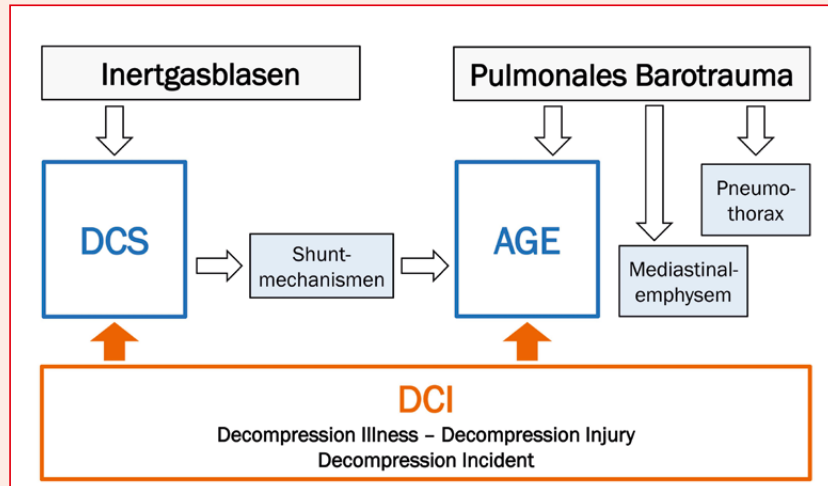 Inertgasblasen
Pulmonales Barotrauma
DCS
Shunt-
mechanismen
AGE
Mediastinal-
emphysem
Pneumo-
thorax
DCI
Decompression Illness – Decompression Injury
Decompression Incident